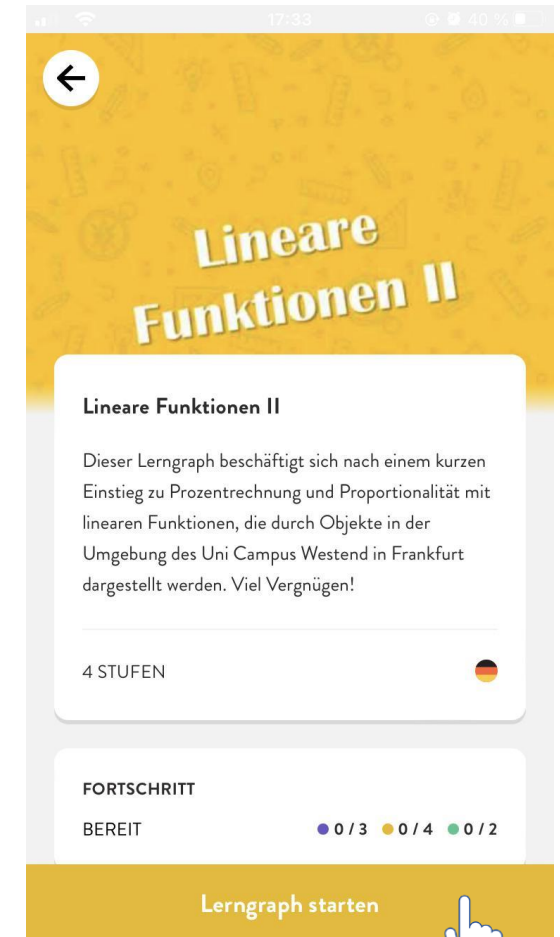 17:33 40 %
Lineare
Funktionen II
Lineare Funktionen II
Dieser Lerngraph beschäftigt sich nach einem kurzen
Einstieg zu Prozentrechnung und Proportionalität mit
linearen Funktionen, die durch Objekte in der
Umgebung des Uni Campus Westend in Frankfurt
dargestellt werden. Viel Vergnügen!
4 STUFEN
FORTSCHRITT
BEREIT 0 / 3 0 / 4 0 / 2
Lerngraph starten